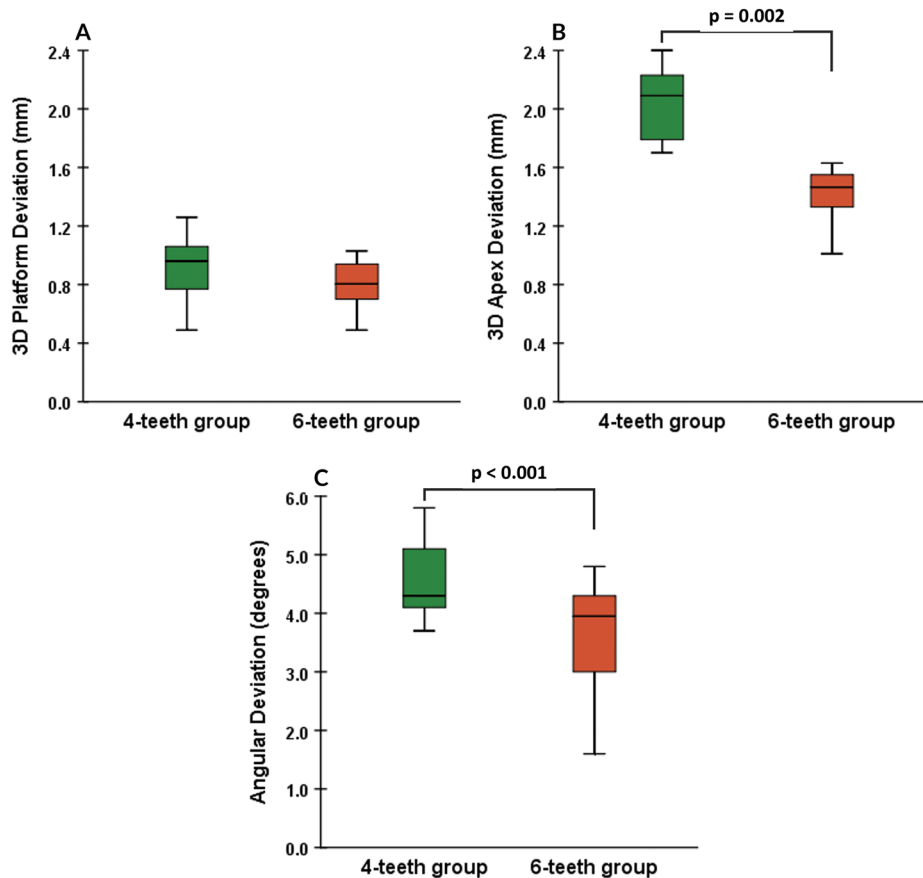 A
3D Platform Deviation (mm)
2.4
2.0
1.6
1.2
0.8
0.4
0.0
4-teeth group
6-teeth group
B
p = 0.002
3D Apex Deviation (mm)
2.4
2.0
1.6
1.2
0.8
0.4
0.0
4-teeth group
6-teeth group
C
p < 0.001
Angular Deviation (degrees)
6.0
5.0
4.0
3.0
2.0
1.0
0.0
4-teeth group
6-teeth group